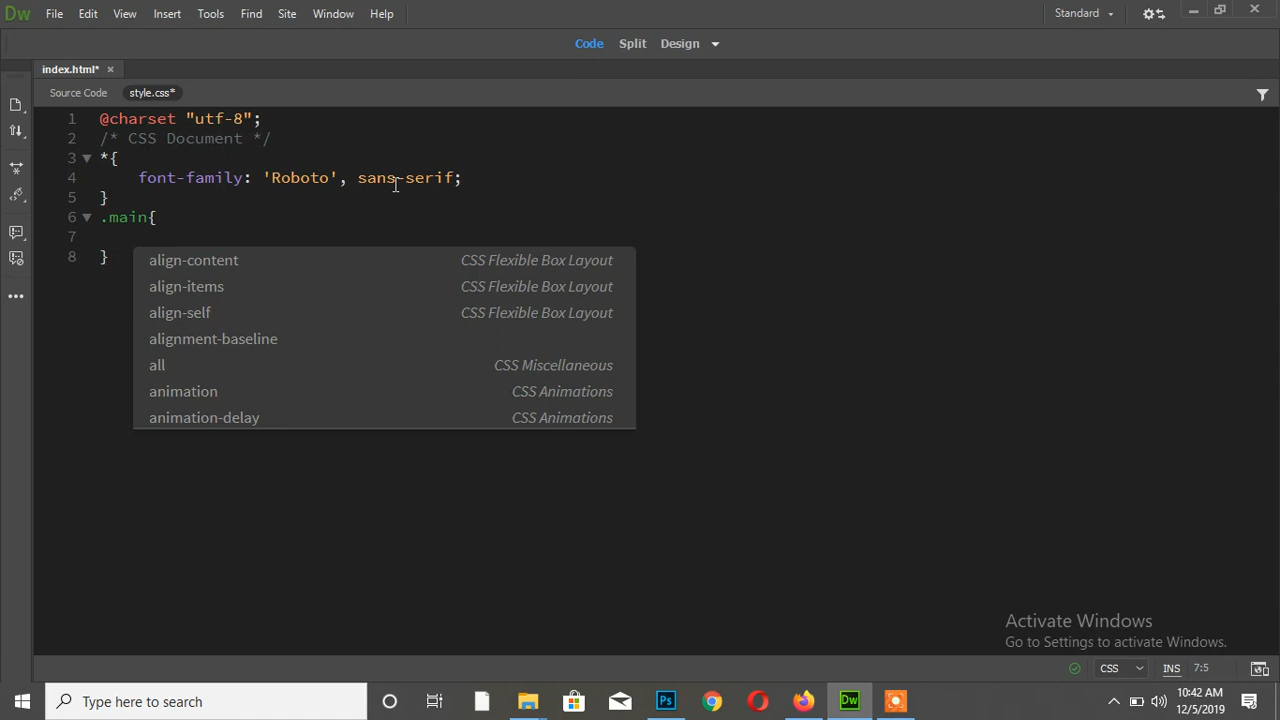 Dw File Edit View Insert Tools Find Site Window Help Standard
Code Split Design
index.html*
Source Code style.css*
1 @charset "utf-8";
2 /* CSS Document */
3 *{
4 font-family: 'Roboto', sans-serif;
5 }
6 .main{
7
8 }
align-content CSS Flexible Box Layout
align-items CSS Flexible Box Layout
align-self CSS Flexible Box Layout
alignment-baseline
all CSS Miscellaneous
animation CSS Animations
animation-delay CSS Animations
Activate Windows
Go to Settings to activate Windows.
CSS INS 7:5
Type here to search
Ps
Dw
10:42 AM
12/5/2019